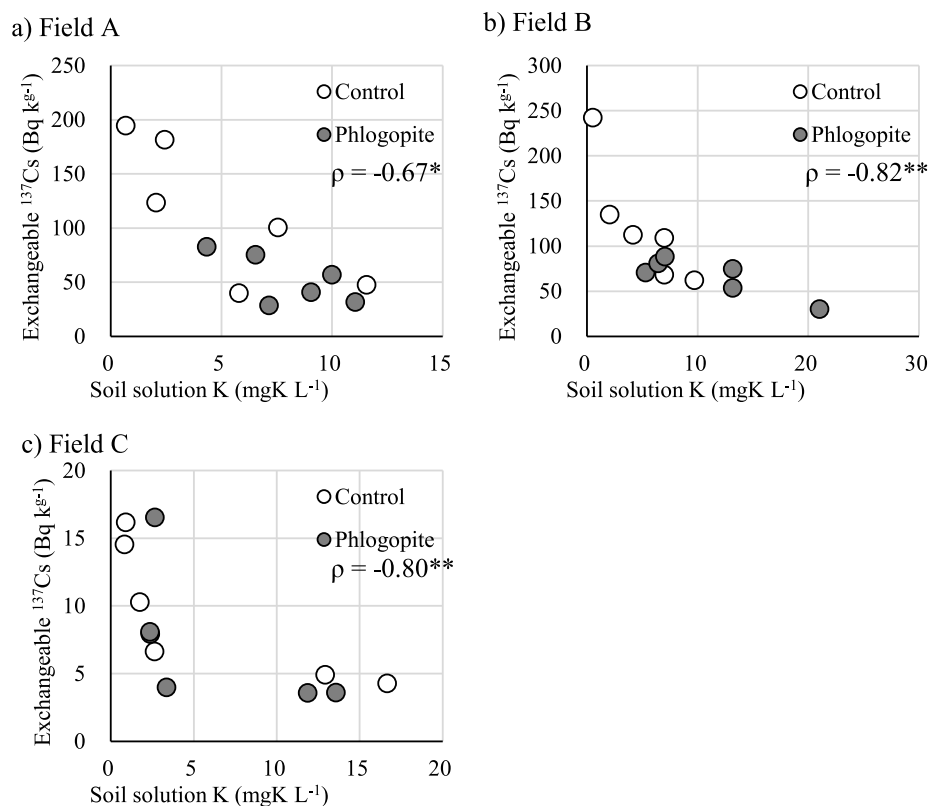 a) Field A
Exchangeable ¹³⁷Cs (Bq kg⁻¹)
250
200
150
100
50
0
Control
Phlogopite
ρ = -0.67*
0 5 10 15
Soil solution K (mgK L⁻¹)
b) Field B
Exchangeable ¹³⁷Cs (Bq kg⁻¹)
300
250
200
150
100
50
0
Control
Phlogopite
ρ = -0.82**
0 10 20 30
Soil solution K (mgK L⁻¹)
c) Field C
Exchangeable ¹³⁷Cs (Bq kg⁻¹)
20
15
10
5
0
Control
Phlogopite
ρ = -0.80**
0 5 10 15 20
Soil solution K (mgK L⁻¹)